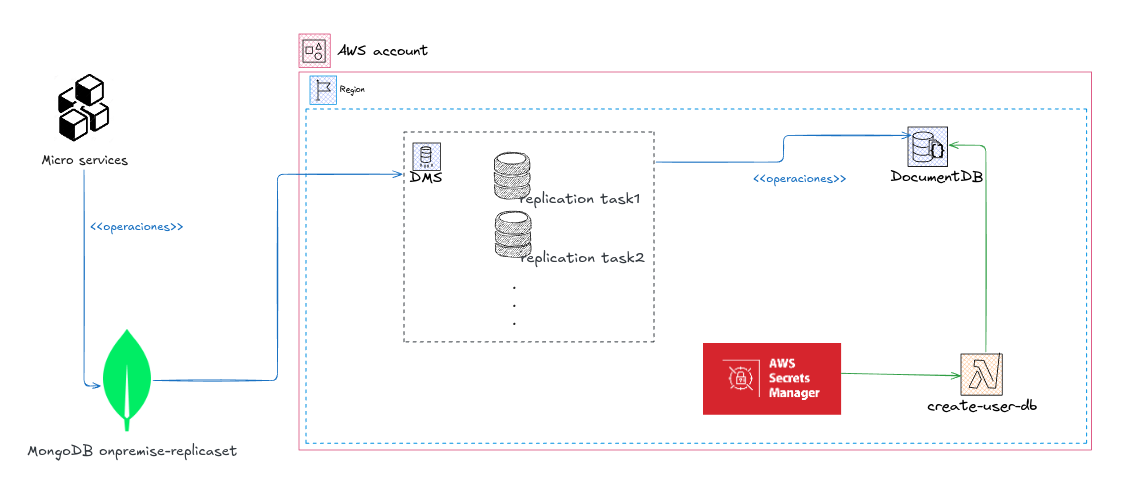 AWS account
Region
Micro services
<<operaciones>>
DMS
replication task1
replication task2
<<operaciones>>
DocumentDB
AWS
Secrets
Manager
create-user-db
MongoDB onpremise-replicaset